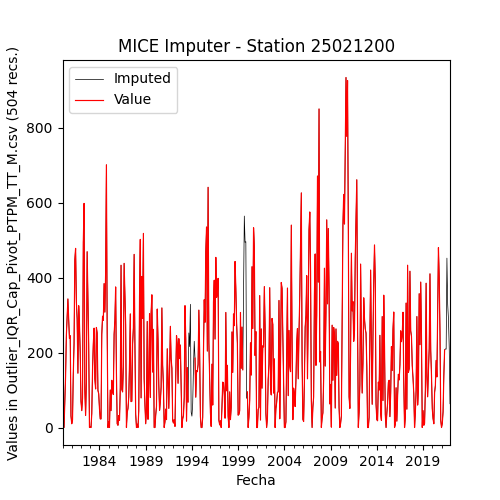 MICE Imputer - Station 25021200
Imputed
Value
Values in Outlier_IQR_Cap_Pivot_PTPM_TT_M.csv (504 recs.)
800
600
400
200
0
1984 1989 1994 1999 2004 2009 2014 2019
Fecha